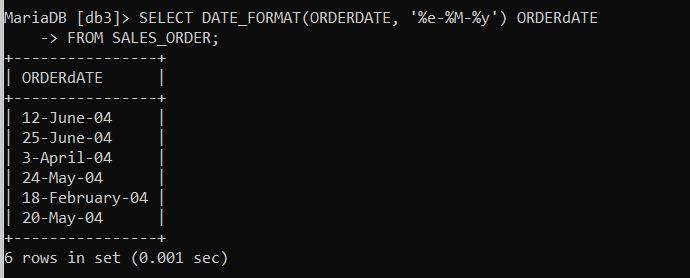 MariaDB [db3]> SELECT DATE_FORMAT(ORDERDATE, '%e-%M-%y') ORDERdATE
    -> FROM SALES_ORDER;
+----------------+
| ORDERdATE      |
+----------------+
| 12-June-04     |
| 25-June-04     |
| 3-April-04     |
| 24-May-04      |
| 18-February-04 |
| 20-May-04      |
+----------------+
6 rows in set (0.001 sec)